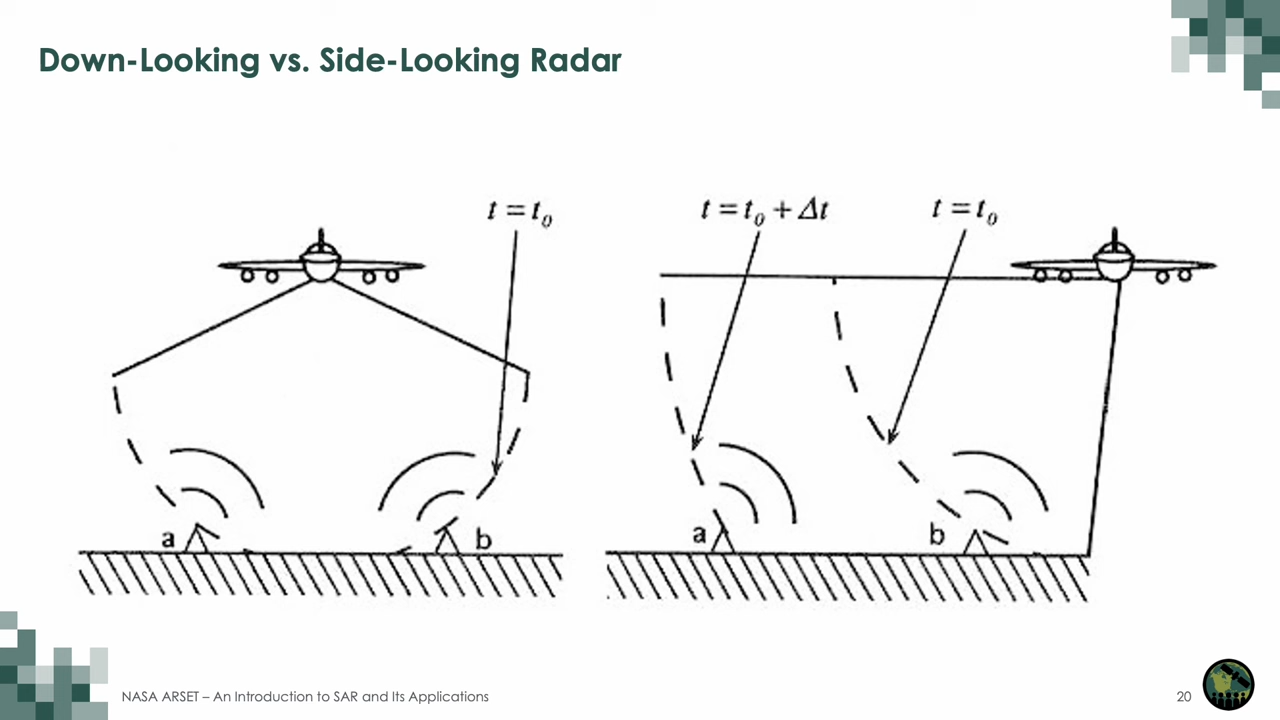 Down-Looking vs. Side-Looking Radar
t = t₀
t = t₀ + Δt
t = t₀
a
b
a
b
NASA ARSET – An Introduction to SAR and Its Applications
20